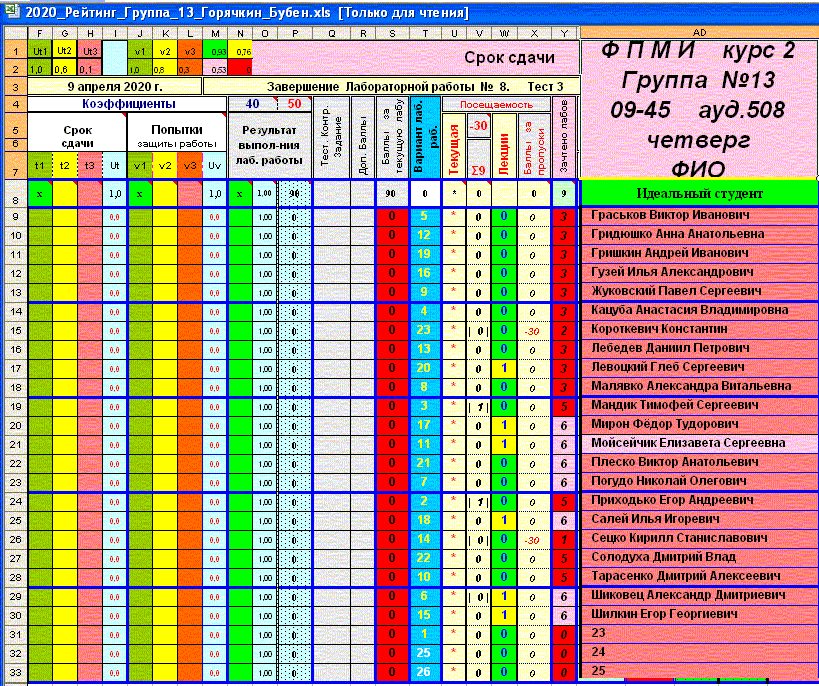 2020_Рейтинг_Группа_13_Горячкин_Бубен.xls [Только для чтения]
F G H I J K L M N O P Q R S T U V W X Y AD
1 Ut1 Ut2 Ut3 v1 v2 v3 0,93 0,76 Срок сдачи Ф П М И курс 2
2 1,0 0,6 0,1 1,0 0,8 0,3 0,53 0 Группа №13
3 9 апреля 2020 г. Завершение Лабораторной работы № 8. Тест 3 09-45 ауд.508
4 Коэффициенты 40 50 Посещаемость четверг
5 Срок сдачи Попытки защиты работы Результат выпол-ния лаб. работы Тест. Контр. Задание Доп. Баллы Баллы за текущую лабу Вариант лаб. раб. Текущая -30 Лекции Баллы за пропуски Зачтено лабов ФИО
6
7 t1 t2 t3 Ut v1 v2 v3 Uv Σ9
8 x 1,0 x 1,0 x 1,00 90 90 0 * 0 0 9 Идеальный студент
9 0,0 0,0 1,00 0 0 5 * 0 0 0 3 Граськов Виктор Иванович
10 0,0 0,0 1,00 0 0 12 * 0 0 0 3 Гридюшко Анна Анатольевна
11 0,0 0,0 1,00 0 0 19 * 0 0 0 3 Гришкин Андрей Иванович
12 0,0 0,0 1,00 0 0 16 * 0 0 0 3 Гузей Илья Александрович
13 0,0 0,0 1,00 0 0 9 * 0 0 0 3 Жуковский Павел Сергеевич
14 0,0 0,0 1,00 0 0 4 * 0 0 0 3 Кацуба Анастасия Владимировна
15 0,0 0,0 1,00 0 0 23 * | 0 | 0 -30 2 Короткевич Константин
16 0,0 0,0 1,00 0 0 13 * 0 0 0 3 Лебедев Даниил Петрович
17 0,0 0,0 1,00 0 0 20 * 0 1 0 3 Левоцкий Глеб Сергеевич
18 0,0 0,0 1,00 0 0 8 * 0 0 0 3 Малявко Александра Витальевна
19 0,0 0,0 1,00 0 0 3 * | 1 | 0 0 5 Мандик Тимофей Сергеевич
20 0,0 0,0 1,00 0 0 17 * 0 1 0 6 Мирон Фёдор Тудорович
21 0,0 0,0 1,00 0 0 11 * 0 1 0 6 Мойсейчик Елизавета Сергеевна
22 0,0 0,0 1,00 0 0 21 * 0 0 0 6 Плеско Виктор Анатольевич
23 0,0 0,0 1,00 0 0 7 * 0 0 0 6 Погудо Николай Олегович
24 0,0 0,0 1,00 0 0 2 * | 1 | 0 0 5 Приходько Егор Андреевич
25 0,0 0,0 1,00 0 0 18 * 0 1 0 6 Салей Илья Игоревич
26 0,0 0,0 1,00 0 0 14 * 0 0 -30 1 Сецко Кирилл Станиславович
27 0,0 0,0 1,00 0 0 22 * 0 0 0 5 Солодуха Дмитрий Влад
28 0,0 0,0 1,00 0 0 10 * 0 0 0 5 Тарасенко Дмитрий Алексеевич
29 0,0 0,0 1,00 0 0 6 * | 0 | 1 0 6 Шиковец Александр Дмитриевич
30 0,0 0,0 1,00 0 0 15 * 0 1 0 6 Шилкин Егор Георгиевич
31 0,0 0,0 1,00 0 0 1 * 0 0 0 0 23
32 0,0 0,0 1,00 0 0 25 * 0 0 0 0 24
33 0,0 0,0 1,00 0 0 26 * 0 0 0 0 25